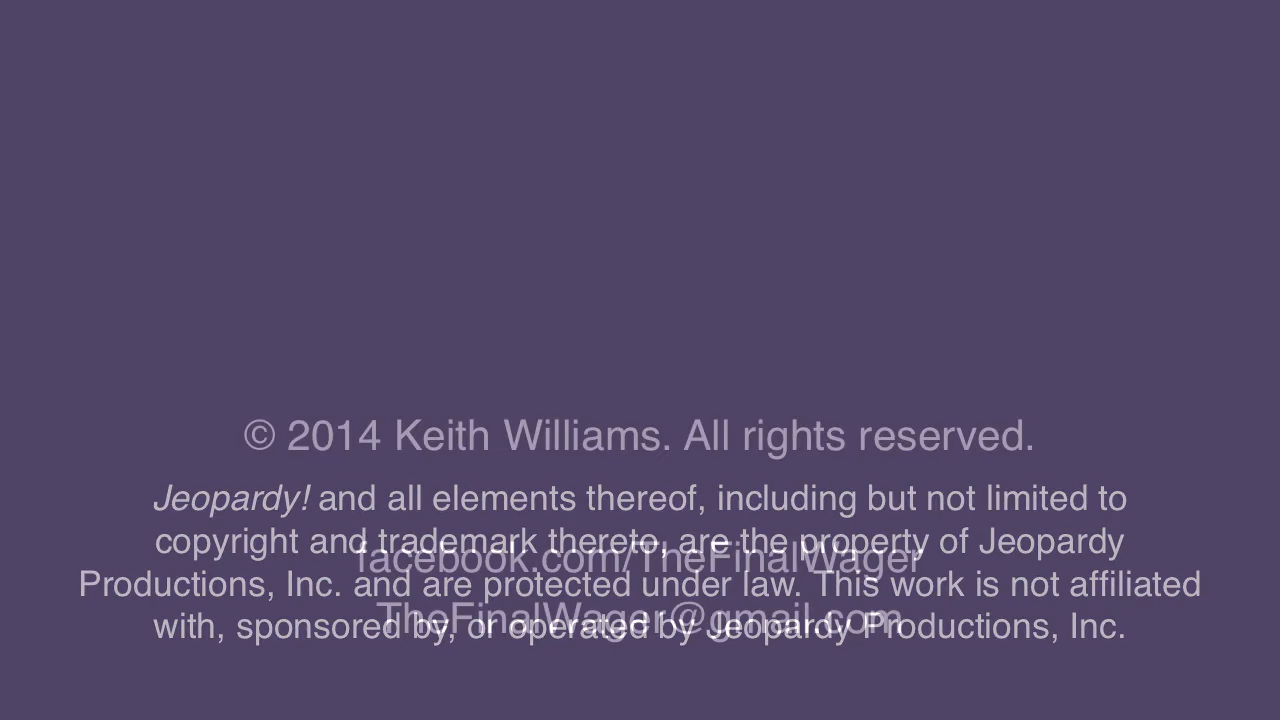 © 2014 Keith Williams. All rights reserved.
Jeopardy! and all elements thereof, including but not limited to
copyright and trademark thereto, are the property of Jeopardy
facebook.com/TheFinalWager
Productions, Inc. and are protected under law. This work is not affiliated
TheFinalWager@gmail.com
with, sponsored by, or operated by Jeopardy Productions, Inc.